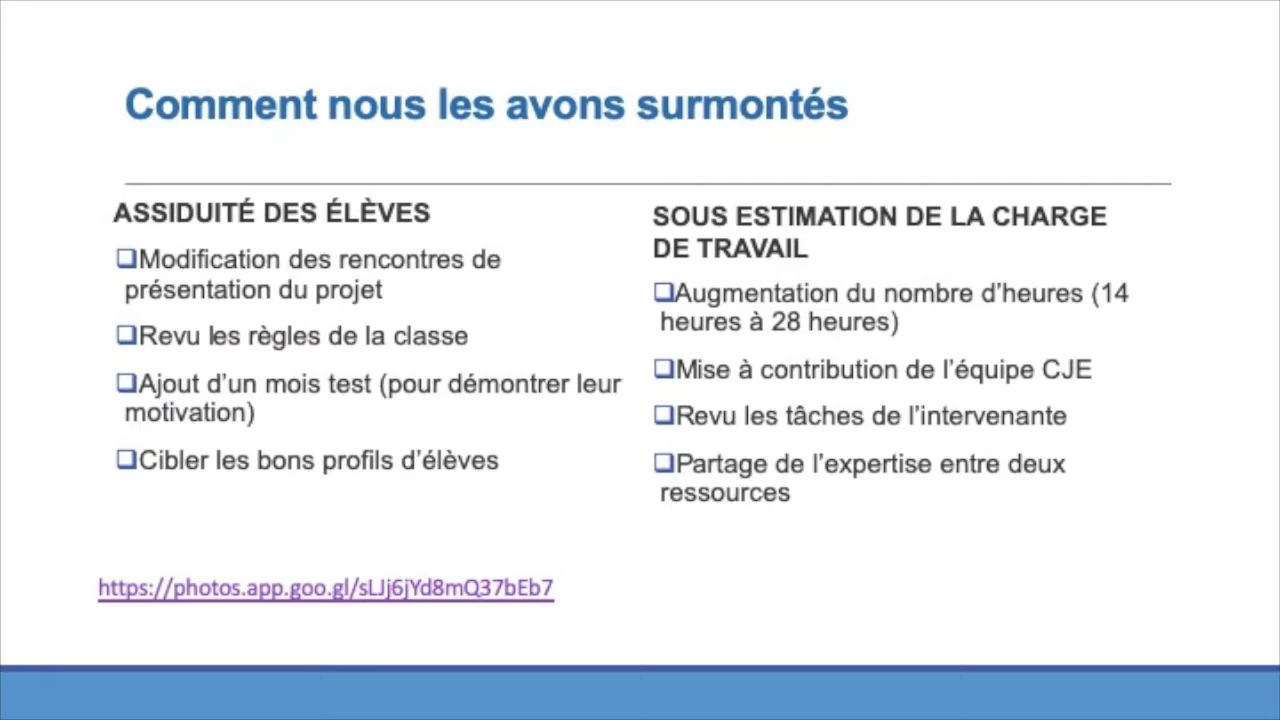 Comment nous les avons surmontés
ASSIDUITÉ DES ÉLÈVES
❑Modification des rencontres de
présentation du projet
❑Revu les règles de la classe
❑Ajout d’un mois test (pour démontrer leur
motivation)
❑Cibler les bons profils d’élèves
SOUS ESTIMATION DE LA CHARGE
DE TRAVAIL
❑Augmentation du nombre d’heures (14
heures à 28 heures)
❑Mise à contribution de l’équipe CJE
❑Revu les tâches de l’intervenante
❑Partage de l’expertise entre deux
ressources
https://photos.app.goo.gl/sLJj6jYd8mQ37bEb7